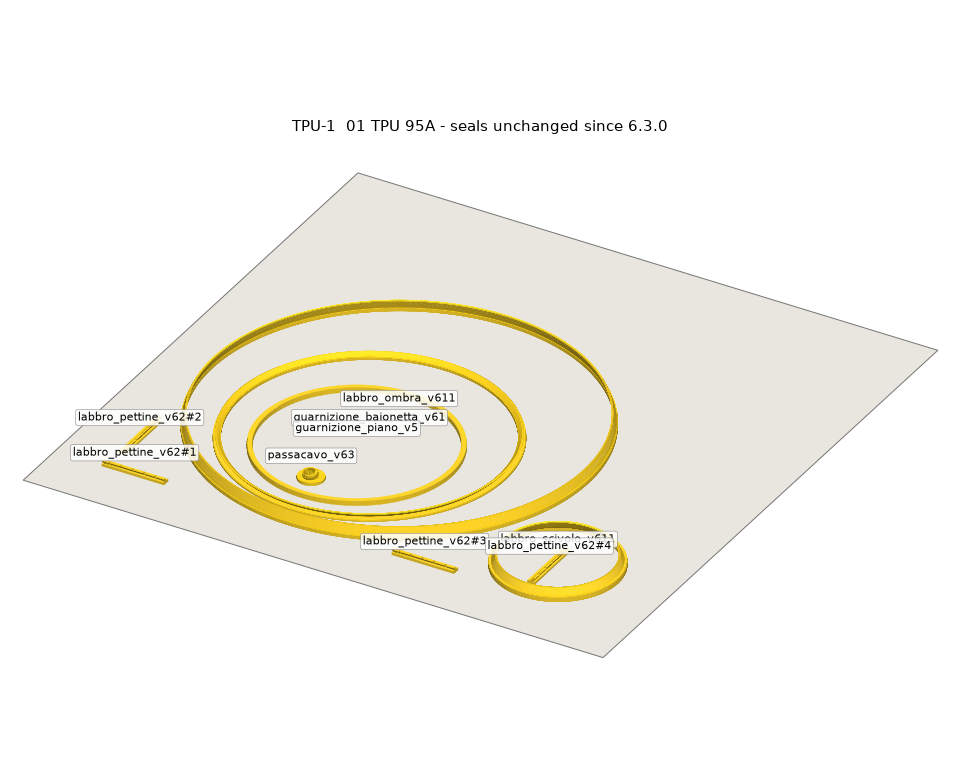 TPU-1  01 TPU 95A - seals unchanged since 6.3.0
labbro_ombra_v611
labbro_pettine_v62#2
guarnizione_baionetta_v61
guarnizione_piano_v5
labbro_pettine_v62#1
passacavo_v63
labbro_pettine_v62#3
labbro_scivolo_v611
labbro_pettine_v62#4